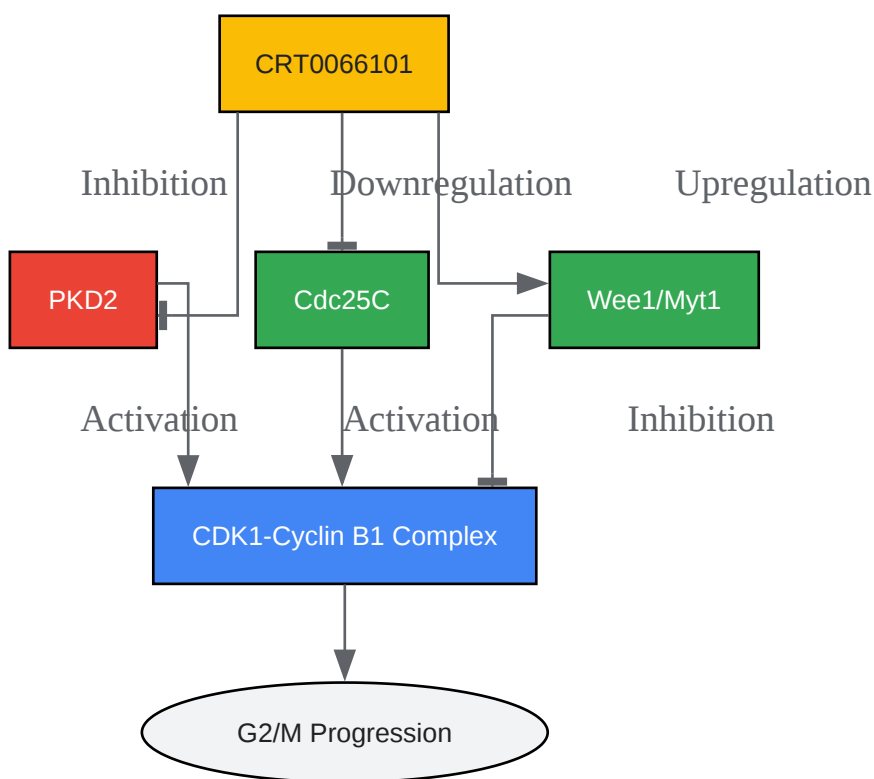 CRT0066101
Inhibition
Downregulation
Upregulation
PKD2
Cdc25C
Wee1/Myt1
Activation
Activation
Inhibition
CDK1-Cyclin B1 Complex
G2/M Progression